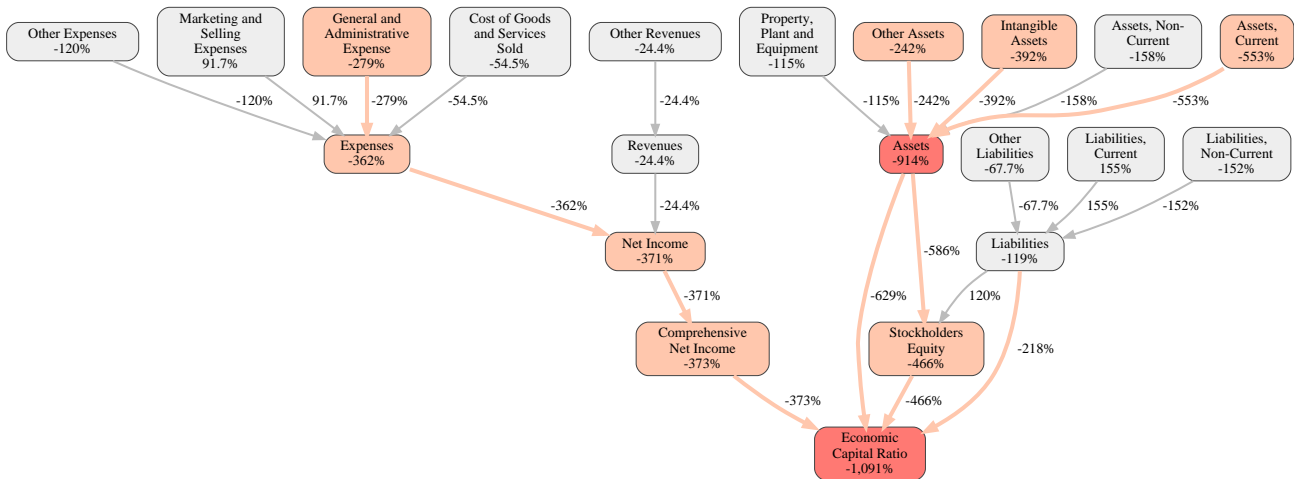 Other Expenses
-120%
Marketing and
Selling
Expenses
91.7%
General and
Administrative
Expense
-279%
Cost of Goods
and Services
Sold
-54.5%
Other Revenues
-24.4%
Property,
Plant and
Equipment
-115%
Other Assets
-242%
Intangible
Assets
-392%
Assets, Non-
Current
-158%
Assets,
Current
-553%
-120%
91.7%
-279%
-54.5%
-24.4%
-115%
-242%
-392%
-158%
-553%
Expenses
-362%
Revenues
-24.4%
Assets
-914%
Other
Liabilities
-67.7%
Liabilities,
Current
155%
Liabilities,
Non-Current
-152%
-362%
-24.4%
-67.7%
155%
-152%
Net Income
-371%
-586%
Liabilities
-119%
-371%
-629%
120%
Comprehensive
Net Income
-373%
Stockholders
Equity
-466%
-218%
-373%
-466%
Economic
Capital Ratio
-1,091%